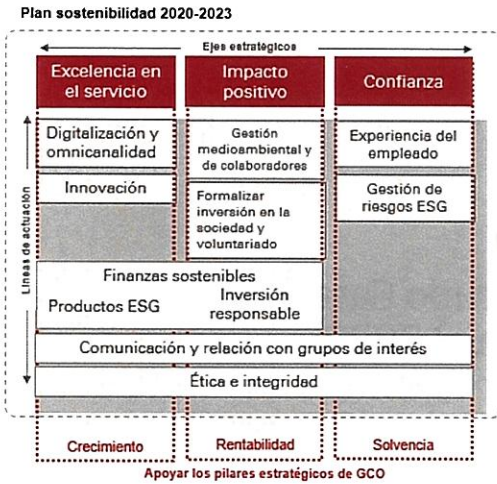 Plan sostenibilidad 2020-2023
Ejes estratégicos
Excelencia en
el servicio
Impacto
positivo
Confianza
Líneas de actuación
Digitalización y
omnicanalidad
Gestión
medioambiental y
de colaboradores
Experiencia del
empleado
Innovación
Formalizar
inversión en la
sociedad y
voluntariado
Gestión de
riesgos ESG
Finanzas sostenibles
Productos ESG
Inversión
responsable
Comunicación y relación con grupos de interés
Ética e integridad
Crecimiento
Rentabilidad
Solvencia
Apoyar los pilares estratégicos de GCO